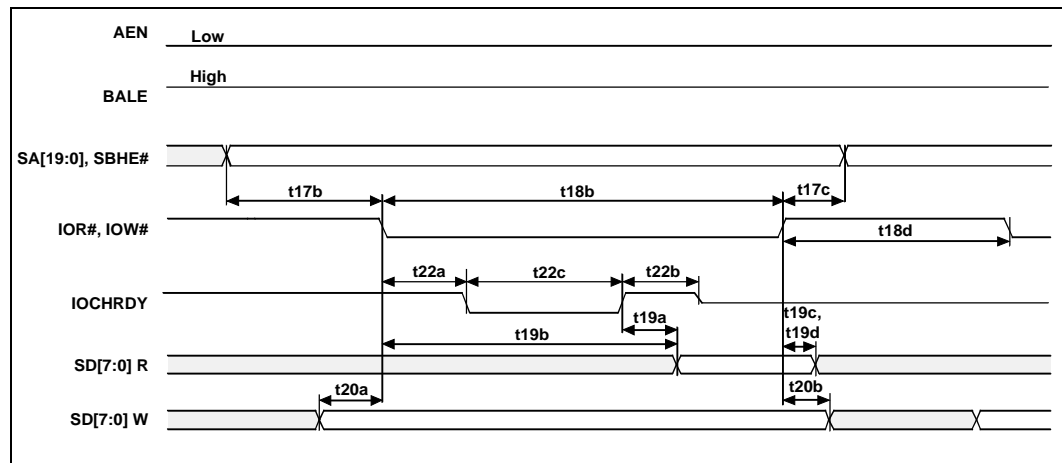 AEN
Low
High
BALE
SA[19:0], SBHE#
t17b
t18b
t17c
IOR#, IOW#
t18d
t22a
t22c
t22b
IOCHRDY
t19a
t19c,
t19d
t19b
SD[7:0] R
t20a
t20b
SD[7:0] W